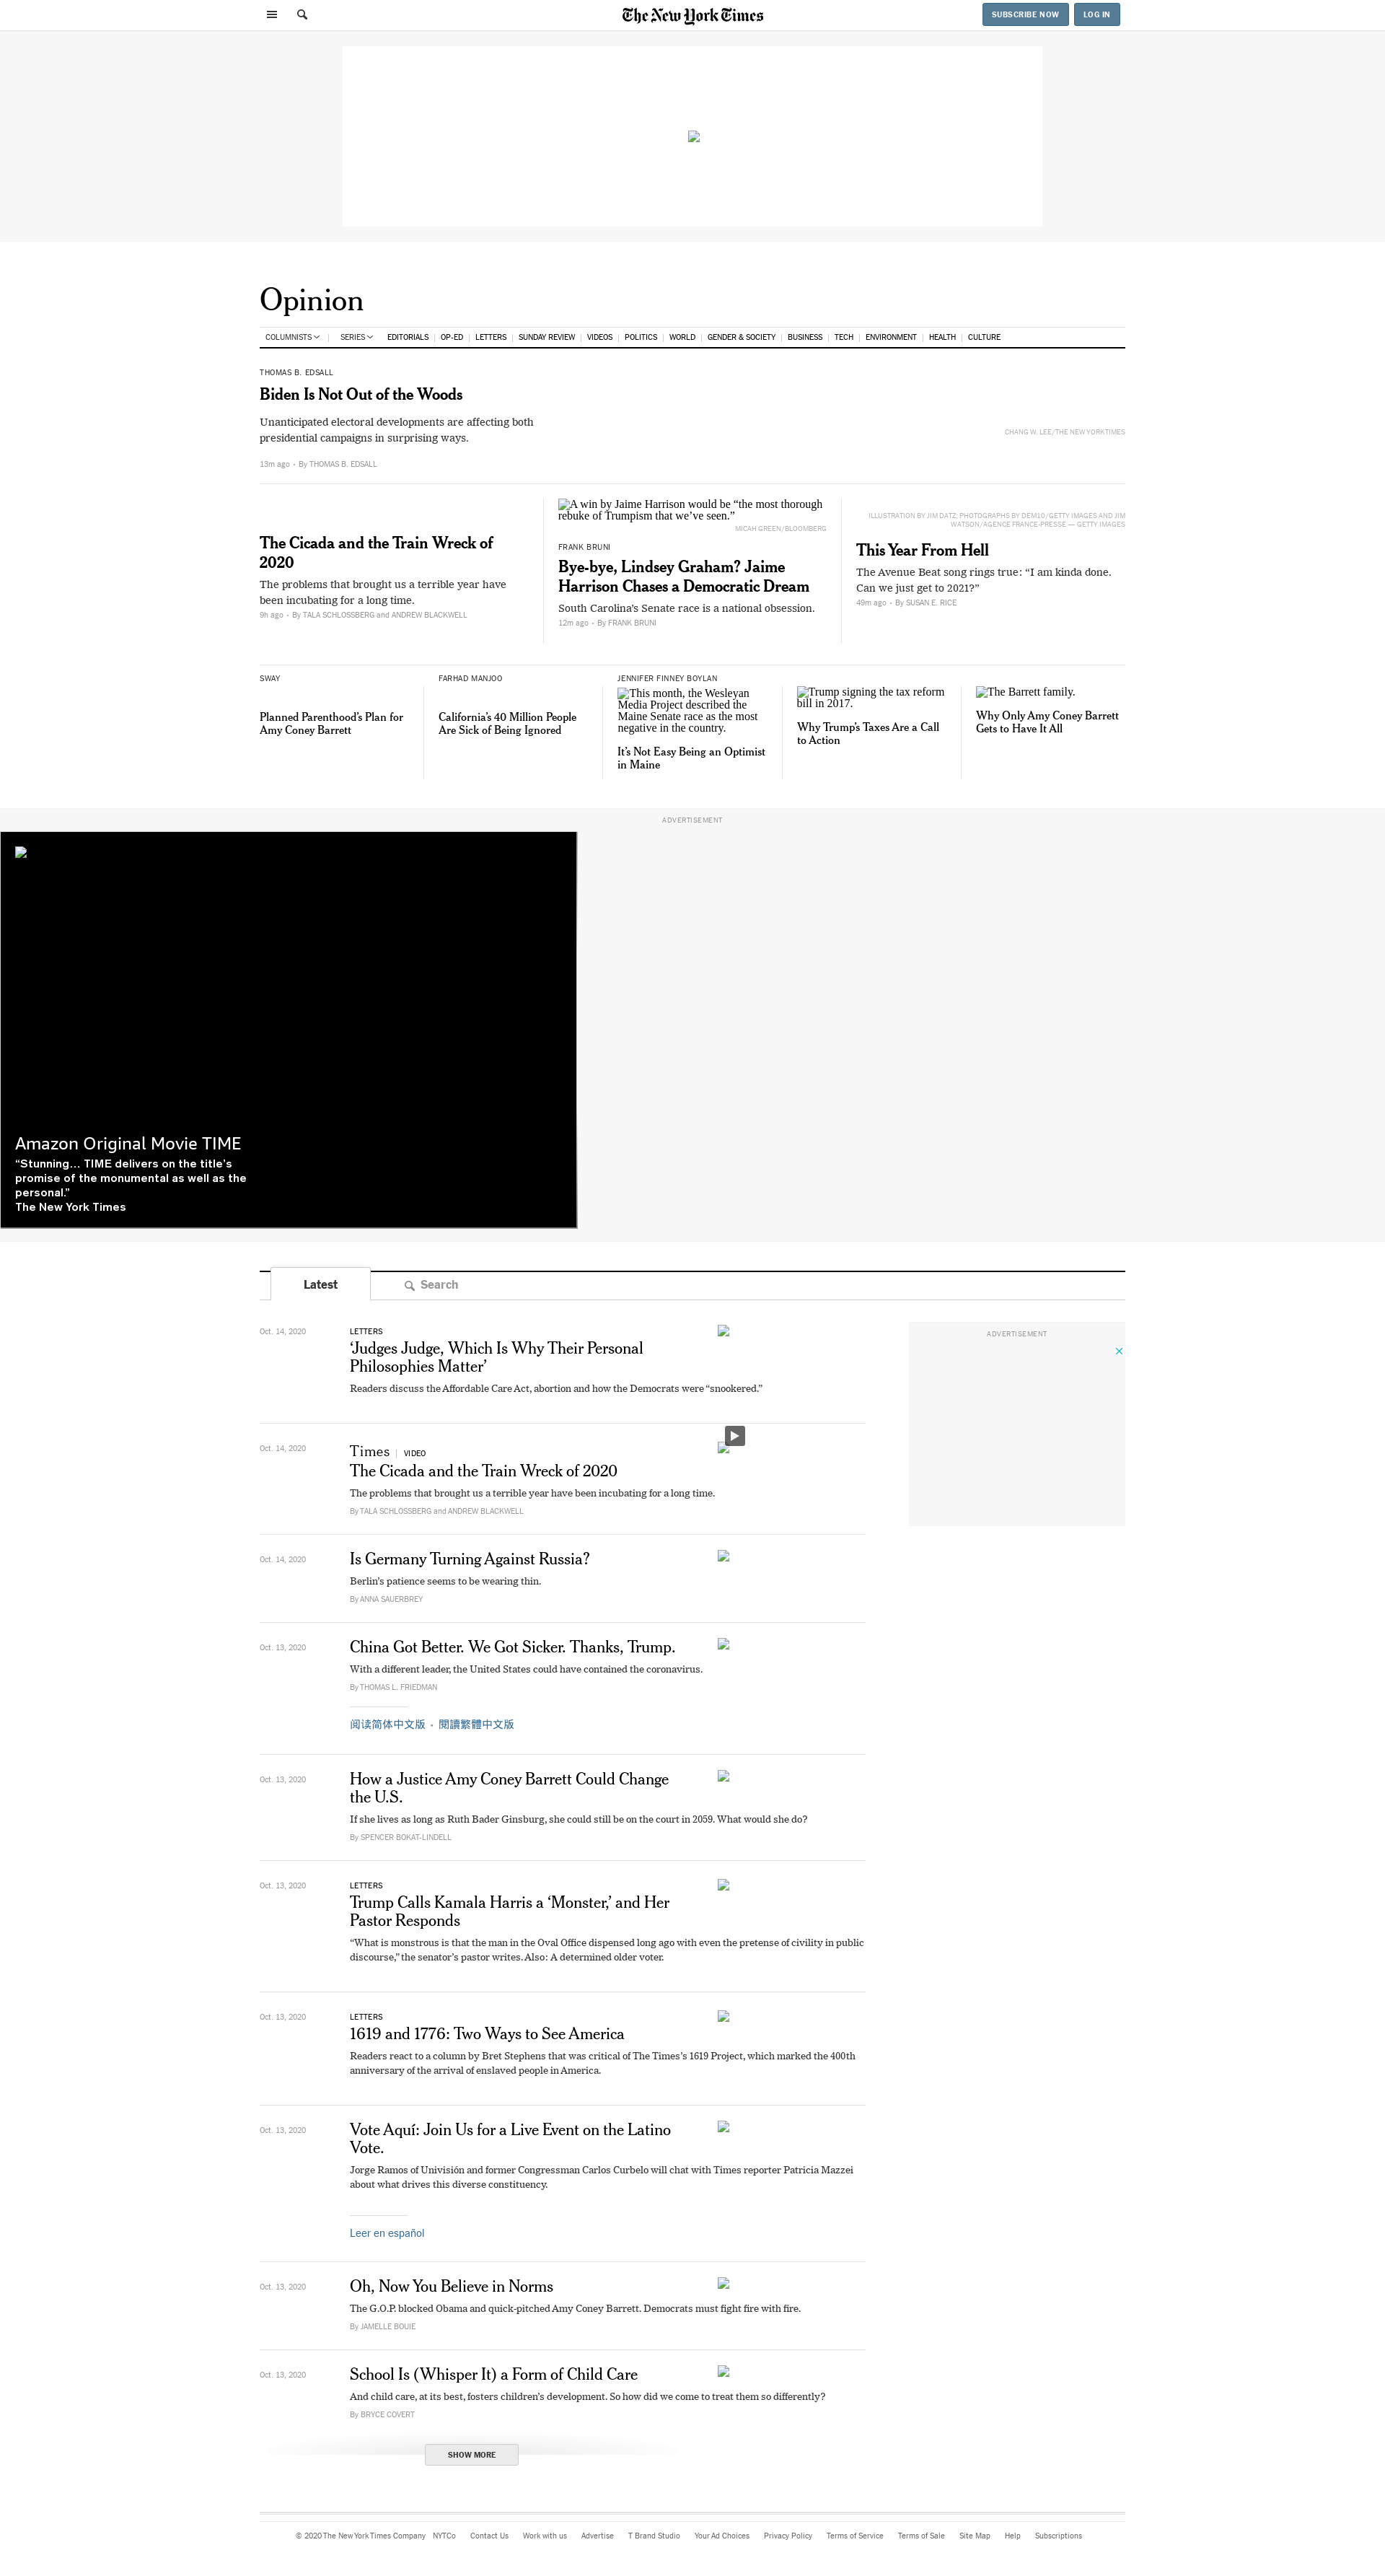 The New York Times
SUBSCRIBE NOW
LOG IN
Opinion
COLUMNISTS SERIES EDITORIALS OP-ED LETTERS SUNDAY REVIEW VIDEOS POLITICS WORLD GENDER & SOCIETY BUSINESS TECH ENVIRONMENT HEALTH CULTURE
THOMAS B. EDSALL
Biden Is Not Out of the Woods
Unanticipated electoral developments are affecting both
presidential campaigns in surprising ways.
13m ago • By THOMAS B. EDSALL
CHANG W. LEE/THE NEW YORK TIMES
The Cicada and the Train Wreck of
2020
The problems that brought us a terrible year have
been incubating for a long time.
9h ago • By TALA SCHLOSSBERG and ANDREW BLACKWELL
A win by Jaime Harrison would be “the most thorough
rebuke of Trumpism that we’ve seen.”
MICAH GREEN/BLOOMBERG
FRANK BRUNI
Bye-bye, Lindsey Graham? Jaime
Harrison Chases a Democratic Dream
South Carolina’s Senate race is a national obsession.
12m ago • By FRANK BRUNI
ILLUSTRATION BY JIM DATZ; PHOTOGRAPHS BY DEM10/GETTY IMAGES AND JIM
WATSON/AGENCE FRANCE-PRESSE — GETTY IMAGES
This Year From Hell
The Avenue Beat song rings true: “I am kinda done.
Can we just get to 2021?”
49m ago • By SUSAN E. RICE
SWAY
Planned Parenthood’s Plan for
Amy Coney Barrett
FARHAD MANJOO
California’s 40 Million People
Are Sick of Being Ignored
JENNIFER FINNEY BOYLAN
This month, the Wesleyan
Media Project described the
Maine Senate race as the most
negative in the country.
It’s Not Easy Being an Optimist
in Maine
Trump signing the tax reform
bill in 2017.
Why Trump’s Taxes Are a Call
to Action
The Barrett family.
Why Only Amy Coney Barrett
Gets to Have It All
ADVERTISEMENT
Amazon Original Movie TIME
“Stunning… TIME delivers on the title’s
promise of the monumental as well as the
personal.”
The New York Times
Latest
Search
ADVERTISEMENT
Oct. 14, 2020
LETTERS
‘Judges Judge, Which Is Why Their Personal
Philosophies Matter’
Readers discuss the Affordable Care Act, abortion and how the Democrats were “snookered.”
Oct. 14, 2020
Times | VIDEO
The Cicada and the Train Wreck of 2020
The problems that brought us a terrible year have been incubating for a long time.
By TALA SCHLOSSBERG and ANDREW BLACKWELL
Oct. 14, 2020
Is Germany Turning Against Russia?
Berlin’s patience seems to be wearing thin.
By ANNA SAUERBREY
Oct. 13, 2020
China Got Better. We Got Sicker. Thanks, Trump.
With a different leader, the United States could have contained the coronavirus.
By THOMAS L. FRIEDMAN
阅读简体中文版 • 閱讀繁體中文版
Oct. 13, 2020
How a Justice Amy Coney Barrett Could Change
the U.S.
If she lives as long as Ruth Bader Ginsburg, she could still be on the court in 2059. What would she do?
By SPENCER BOKAT-LINDELL
Oct. 13, 2020
LETTERS
Trump Calls Kamala Harris a ‘Monster,’ and Her
Pastor Responds
“What is monstrous is that the man in the Oval Office dispensed long ago with even the pretense of civility in public
discourse,” the senator’s pastor writes. Also: A determined older voter.
Oct. 13, 2020
LETTERS
1619 and 1776: Two Ways to See America
Readers react to a column by Bret Stephens that was critical of The Times’s 1619 Project, which marked the 400th
anniversary of the arrival of enslaved people in America.
Oct. 13, 2020
Vote Aquí: Join Us for a Live Event on the Latino
Vote.
Jorge Ramos of Univisión and former Congressman Carlos Curbelo will chat with Times reporter Patricia Mazzei
about what drives this diverse constituency.
Leer en español
Oct. 13, 2020
Oh, Now You Believe in Norms
The G.O.P. blocked Obama and quick-pitched Amy Coney Barrett. Democrats must fight fire with fire.
By JAMELLE BOUIE
Oct. 13, 2020
School Is (Whisper It) a Form of Child Care
And child care, at its best, fosters children’s development. So how did we come to treat them so differently?
By BRYCE COVERT
SHOW MORE
© 2020 The New York Times Company NYTCo Contact Us Work with us Advertise T Brand Studio Your Ad Choices Privacy Policy Terms of Service Terms of Sale Site Map Help Subscriptions